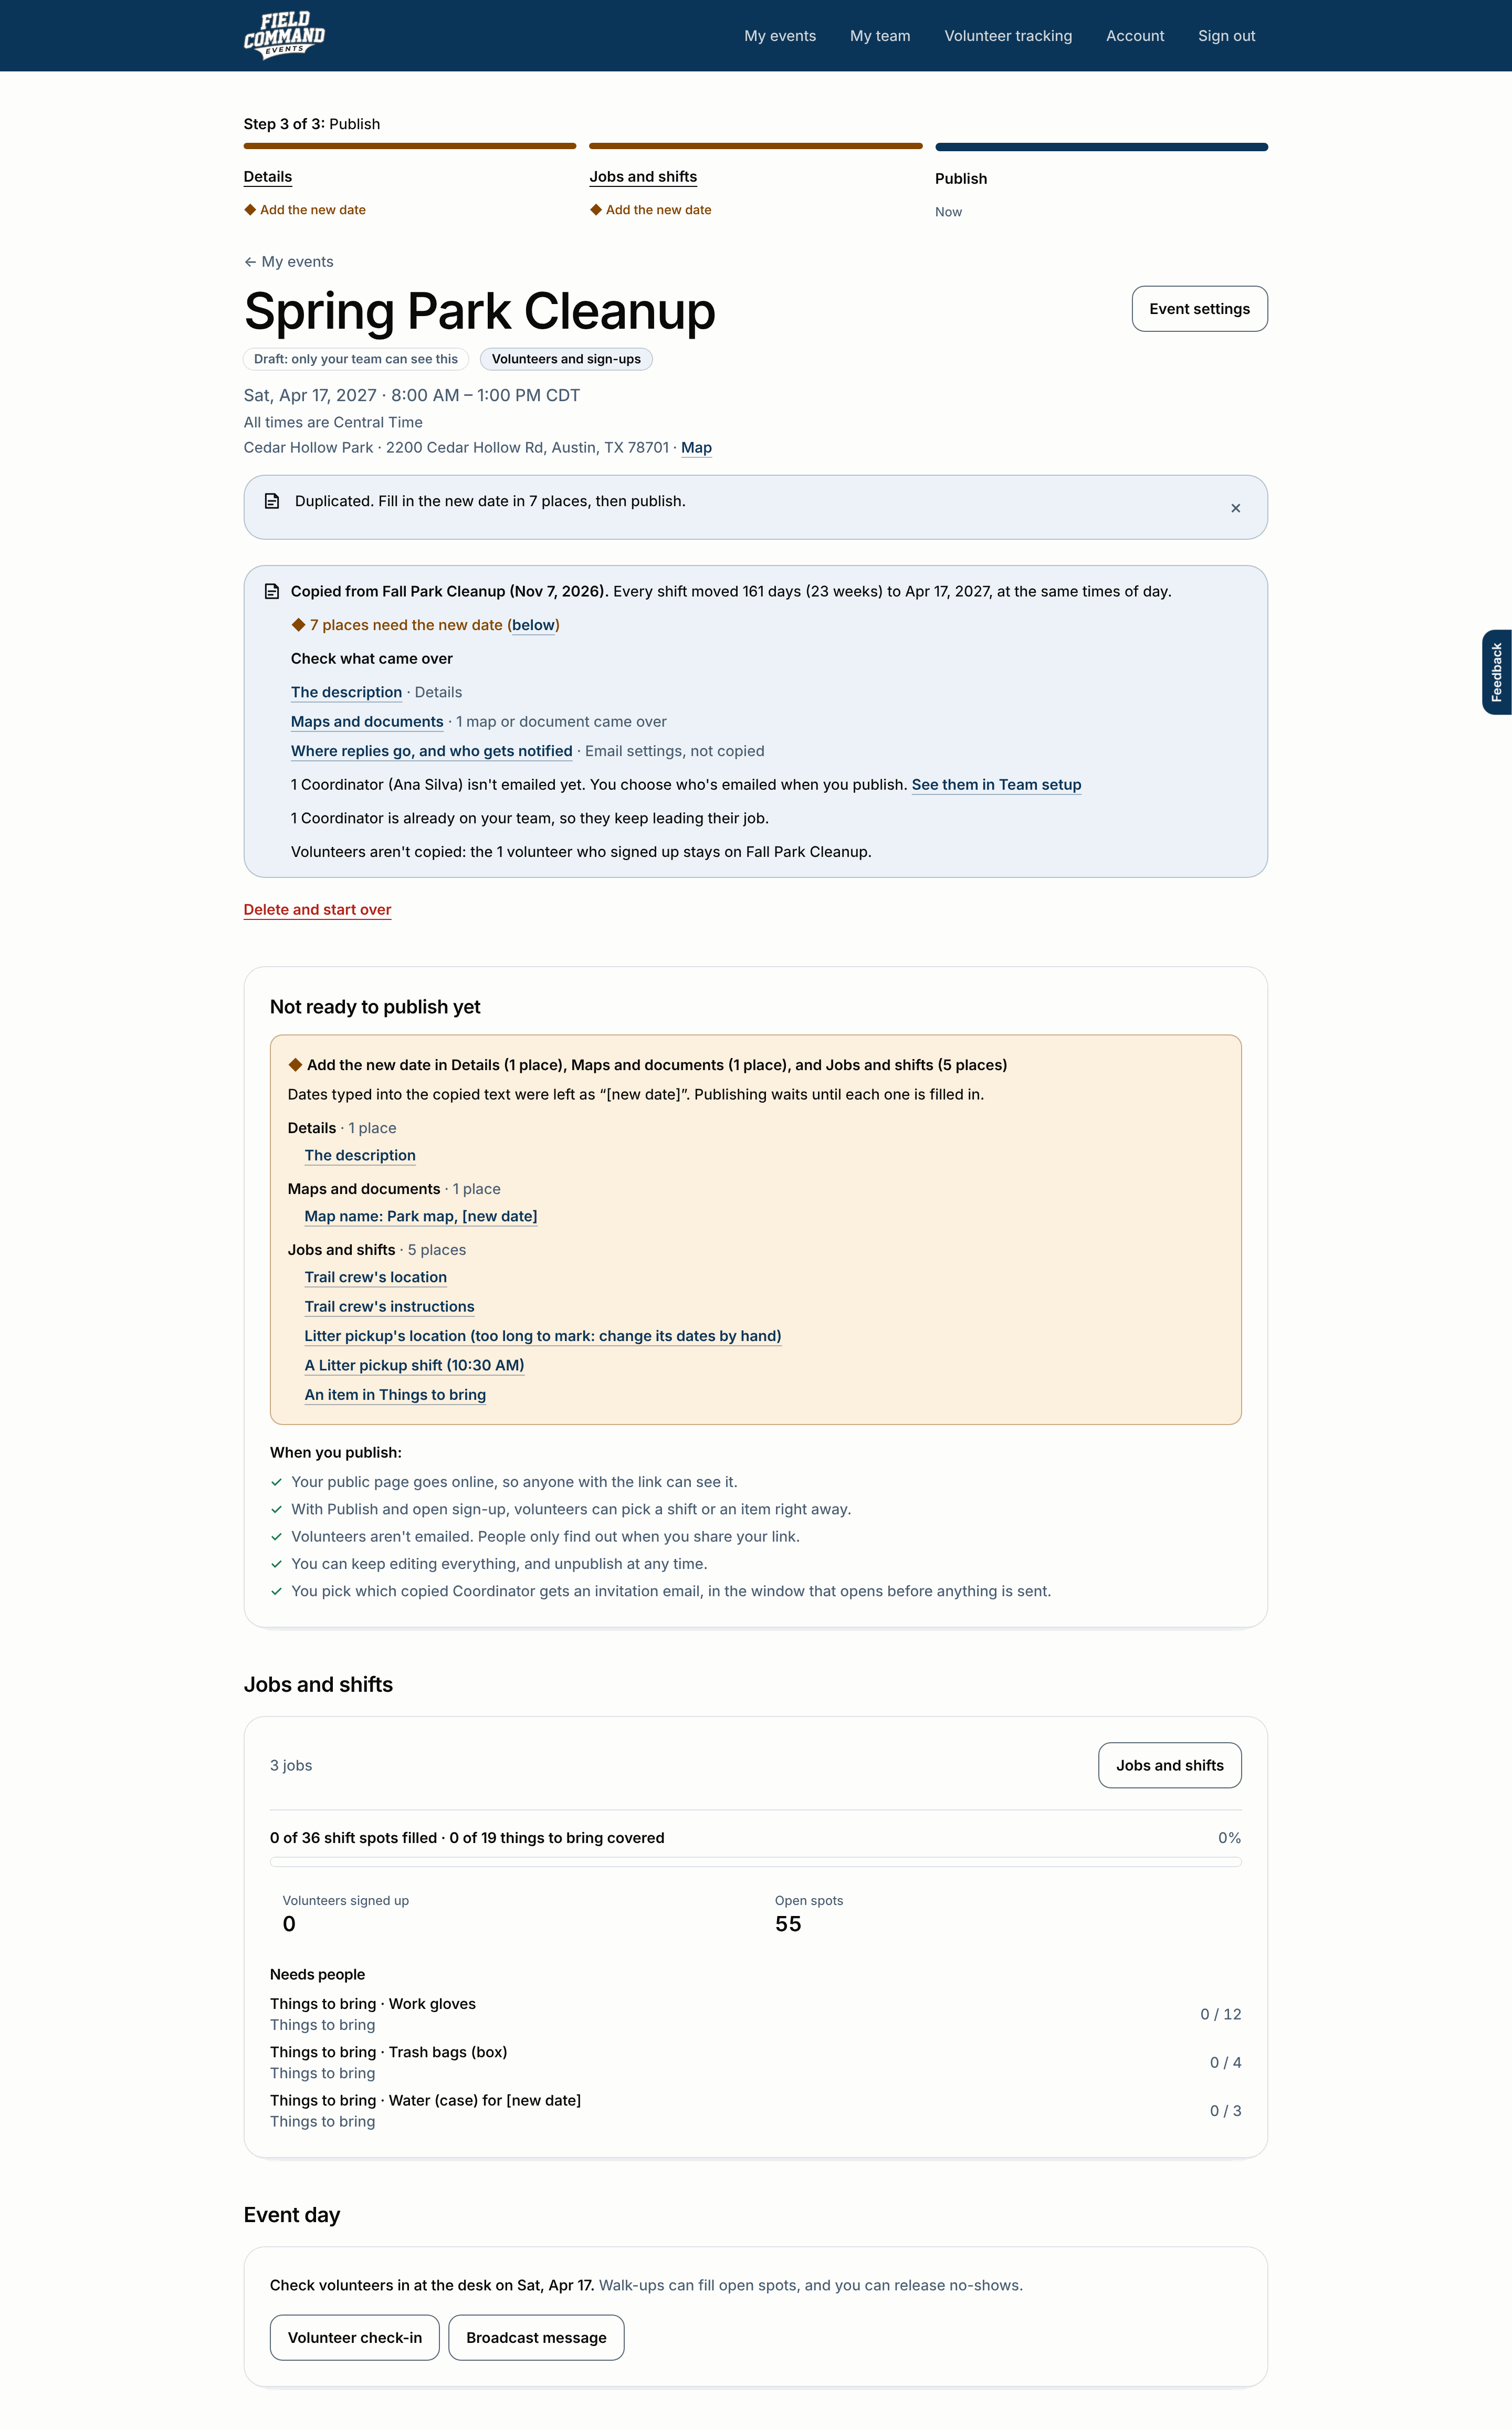 FIELD
COMMAND
EVENTS
My events
My team
Volunteer tracking
Account
Sign out
Step 3 of 3: Publish
Details
◆ Add the new date
Jobs and shifts
◆ Add the new date
Publish
Now
← My events
Spring Park Cleanup
Event settings
Draft: only your team can see this
Volunteers and sign-ups
Sat, Apr 17, 2027 · 8:00 AM – 1:00 PM CDT
All times are Central Time
Cedar Hollow Park · 2200 Cedar Hollow Rd, Austin, TX 78701 · Map
Duplicated. Fill in the new date in 7 places, then publish.
×
Copied from Fall Park Cleanup (Nov 7, 2026). Every shift moved 161 days (23 weeks) to Apr 17, 2027, at the same times of day.
◆ 7 places need the new date (below)
Check what came over
The description · Details
Maps and documents · 1 map or document came over
Where replies go, and who gets notified · Email settings, not copied
1 Coordinator (Ana Silva) isn't emailed yet. You choose who's emailed when you publish. See them in Team setup
1 Coordinator is already on your team, so they keep leading their job.
Volunteers aren't copied: the 1 volunteer who signed up stays on Fall Park Cleanup.
Feedback
Delete and start over
Not ready to publish yet
◆ Add the new date in Details (1 place), Maps and documents (1 place), and Jobs and shifts (5 places)
Dates typed into the copied text were left as “[new date]”. Publishing waits until each one is filled in.
Details · 1 place
The description
Maps and documents · 1 place
Map name: Park map, [new date]
Jobs and shifts · 5 places
Trail crew's location
Trail crew's instructions
Litter pickup's location (too long to mark: change its dates by hand)
A Litter pickup shift (10:30 AM)
An item in Things to bring
When you publish:
✓ Your public page goes online, so anyone with the link can see it.
✓ With Publish and open sign-up, volunteers can pick a shift or an item right away.
✓ Volunteers aren't emailed. People only find out when you share your link.
✓ You can keep editing everything, and unpublish at any time.
✓ You pick which copied Coordinator gets an invitation email, in the window that opens before anything is sent.
Jobs and shifts
3 jobs
Jobs and shifts
0 of 36 shift spots filled · 0 of 19 things to bring covered
0%
Volunteers signed up
0
Open spots
55
Needs people
Things to bring · Work gloves
Things to bring
0 / 12
Things to bring · Trash bags (box)
Things to bring
0 / 4
Things to bring · Water (case) for [new date]
Things to bring
0 / 3
Event day
Check volunteers in at the desk on Sat, Apr 17. Walk-ups can fill open spots, and you can release no-shows.
Volunteer check-in
Broadcast message